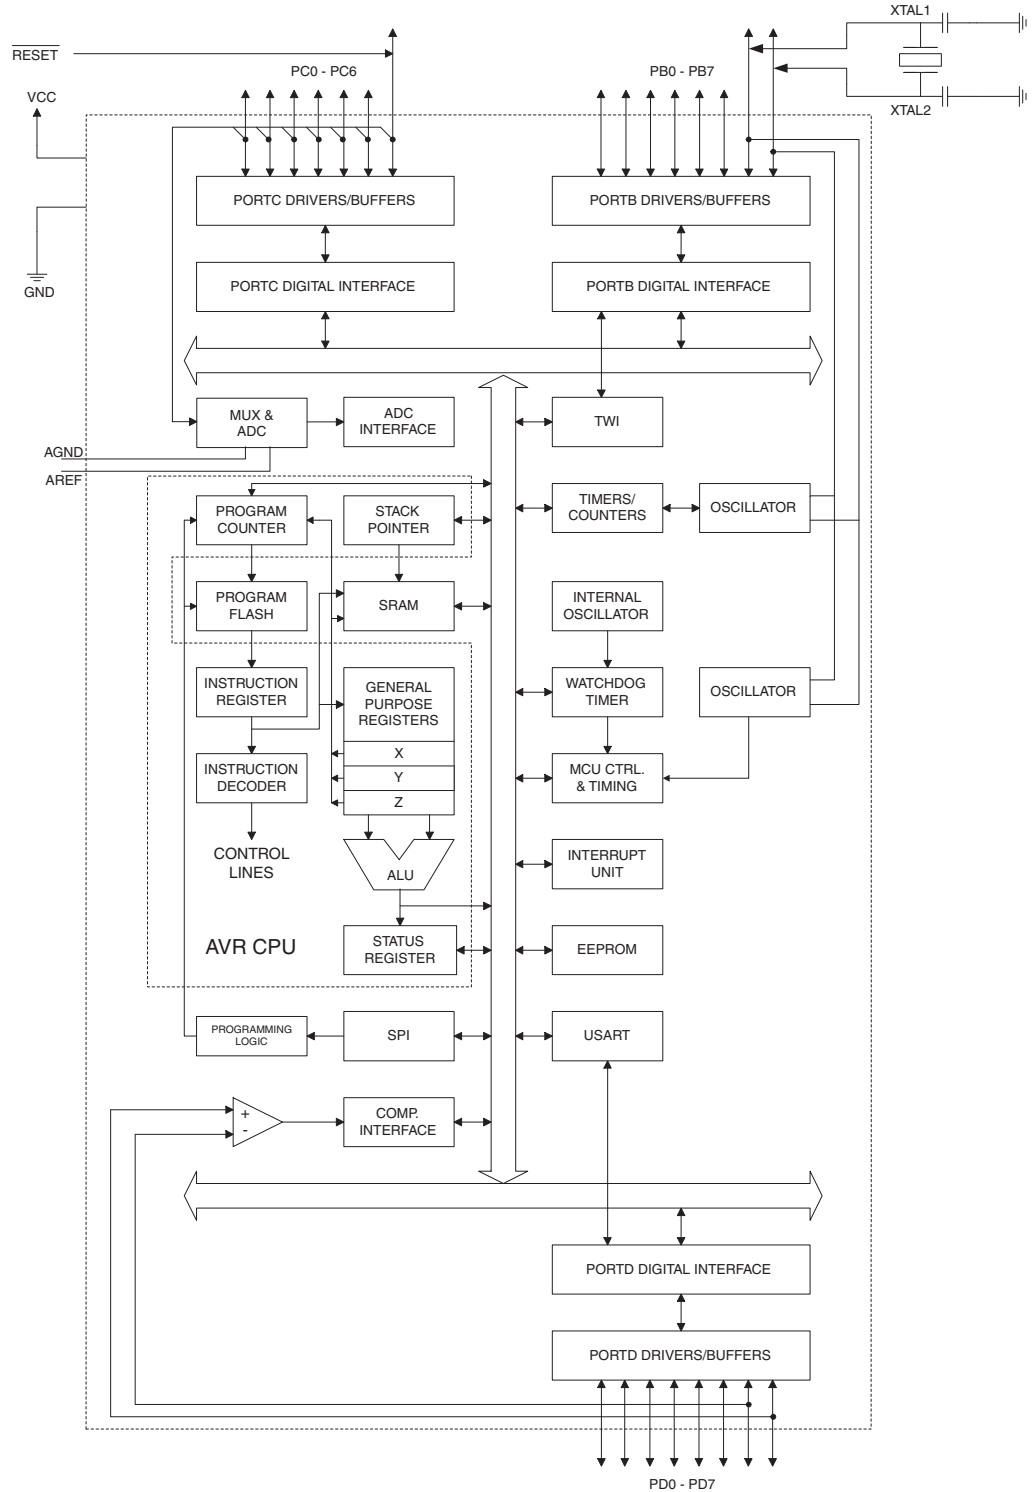 XTAL1
RESET
PC0 - PC6
PB0 - PB7
VCC
XTAL2
PORTC DRIVERS/BUFFERS
PORTB DRIVERS/BUFFERS
PORTC DIGITAL INTERFACE
PORTB DIGITAL INTERFACE
GND
MUX &
ADC
ADC
INTERFACE
TWI
AGND
AREF
PROGRAM
COUNTER
STACK
POINTER
TIMERS/
COUNTERS
OSCILLATOR
PROGRAM
FLASH
SRAM
INTERNAL
OSCILLATOR
INSTRUCTION
REGISTER
GENERAL
PURPOSE
REGISTERS
WATCHDOG
TIMER
OSCILLATOR
X
INSTRUCTION
DECODER
Y
Z
MCU CTRL.
& TIMING
CONTROL
LINES
ALU
INTERRUPT
UNIT
AVR CPU
STATUS
REGISTER
EEPROM
PROGRAMMING
LOGIC
SPI
USART
+
-
COMP.
INTERFACE
PORTD DIGITAL INTERFACE
PORTD DRIVERS/BUFFERS
PD0 - PD7